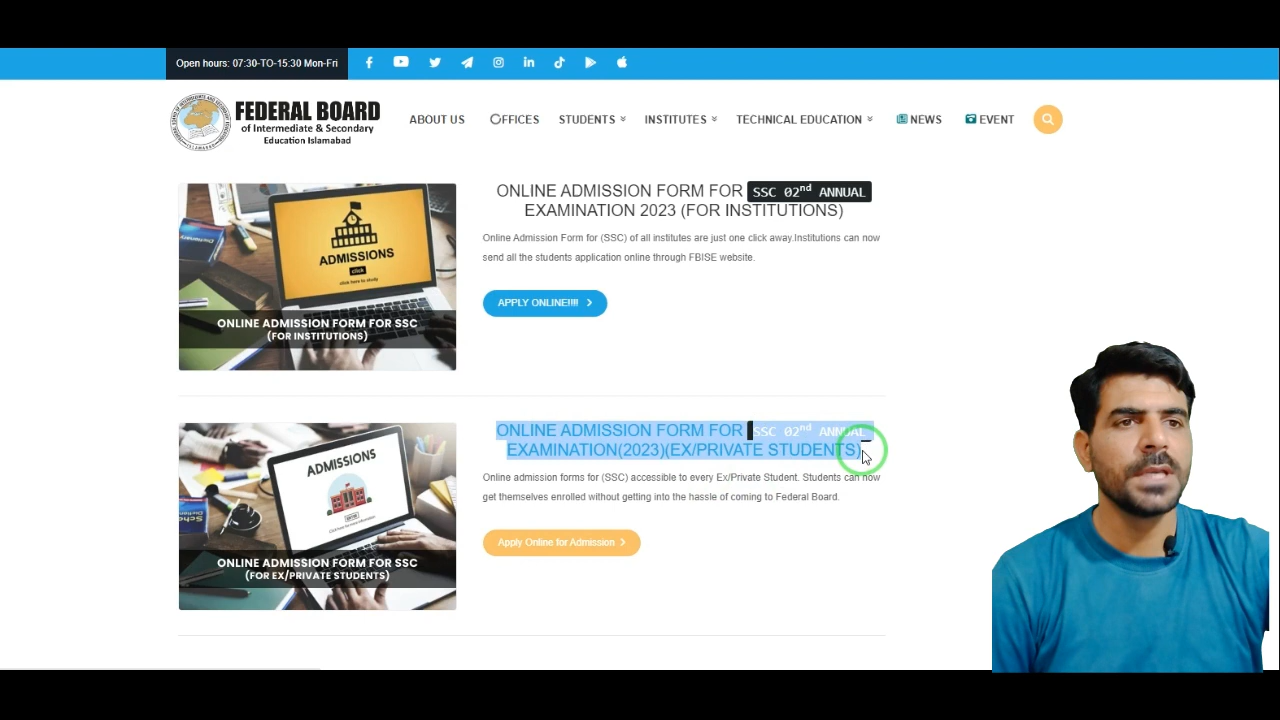 Open hours: 07:30-TO-15:30 Mon-Fri
FEDERAL BOARD
of Intermediate & Secondary
Education Islamabad
ABOUT US
OFFICES
STUDENTS
INSTITUTES
TECHNICAL EDUCATION
NEWS
EVENT
ADMISSIONS
click
click here to study
ONLINE ADMISSION FORM FOR SSC
(FOR INSTITUTIONS)
ONLINE ADMISSION FORM FOR SSC 02nd ANNUAL
EXAMINATION 2023 (FOR INSTITUTIONS)
Online Admission Form for (SSC) of all institutes are just one click away.Institutions can now
send all the students application online through FBISE website.
APPLY ONLINE!!!!
ADMISSIONS
ONLINE ADMISSION FORM FOR SSC
(FOR EX/PRIVATE STUDENTS)
ONLINE ADMISSION FORM FOR SSC 02nd ANNUAL
EXAMINATION(2023)(EX/PRIVATE STUDENTS)
Online admission forms for (SSC) accessible to every Ex/Private Student. Students can now
get themselves enrolled without getting into the hassle of coming to Federal Board.
Apply Online for Admission